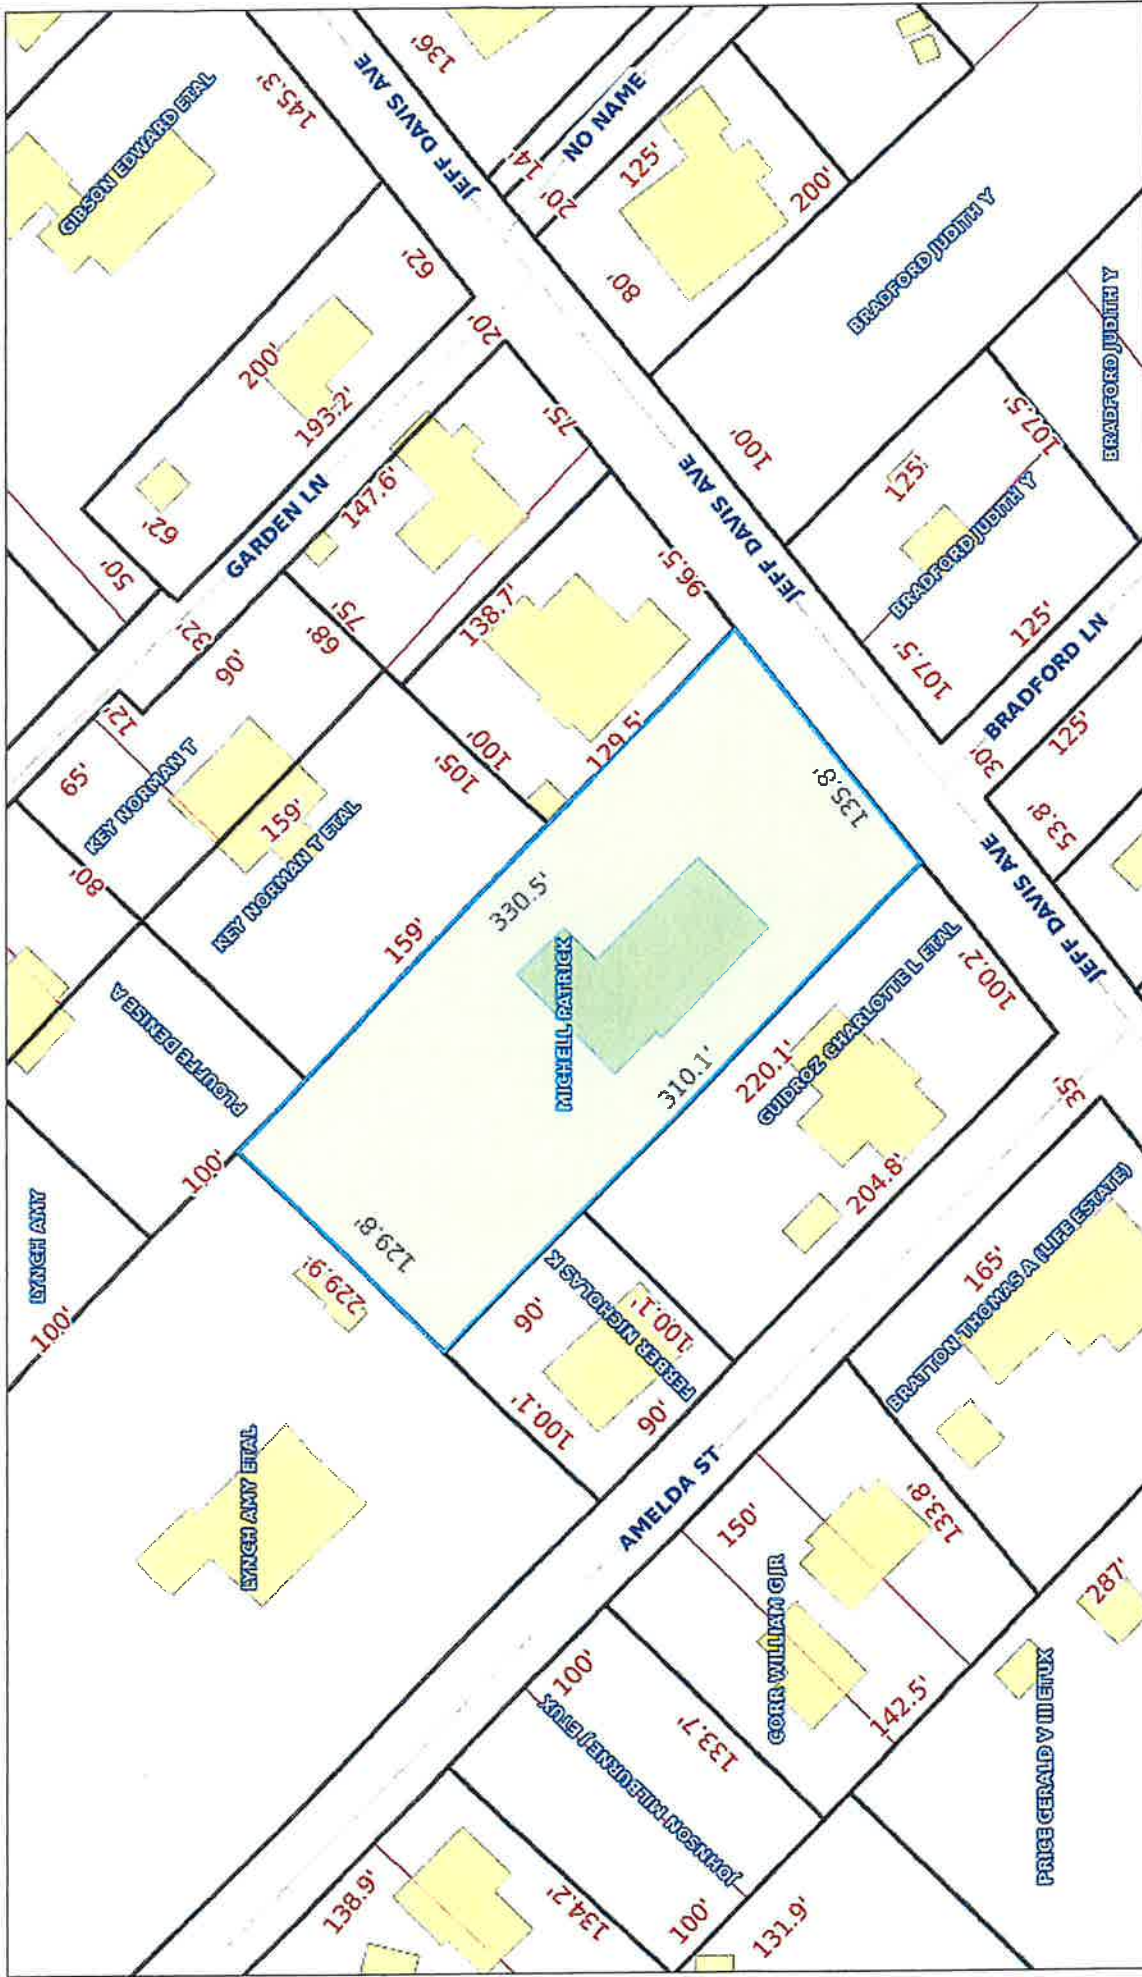 GIBSON EDWARD ETAL
145.3'
JEFF DAVIS AVE
136'
14'
NO NAME
20'
125'
200'
80'
62'
20'
200'
193.2'
62'
50'
GARDEN LN
147.6'
75'
JEFF DAVIS AVE
100'
BRADFORD JUDITH Y
BRADFORD JUDITH Y
107.5'
125'
BRADFORD JUDITH Y
107.5'
125'
BRADFORD LN
30'
125'
53.8'
32'
90'
68'
75'
138.7'
96.5'
12'
65'
KEY NORMAN T
159'
KEY NORMAN T ETAL
80'
105'
100'
129.5'
135.8'
JEFF DAVIS AVE
159'
330.5'
MICHELL PATRICK
310.1'
PLOUFFE DENISE A
100'
129.8'
229.9'
LYNCH AMY
100'
220.1'
GUIDROZ CHARLOTTE L ETAL
100.2'
204.8'
35'
FERBER NICHOLAS K
90'
100.1'
100.1'
90'
165'
BRATTON THOMAS A (LIFE ESTATE)
LYNCH AMY ETAL
AMELDA ST
150'
133.8'
CORR WILLIAM G JR
142.5'
287'
PRICE GERALD V III ETUX
100'
133.7'
JOHNSON MILBURNE J ETUX
100'
131.9'
138.9'
134.2'